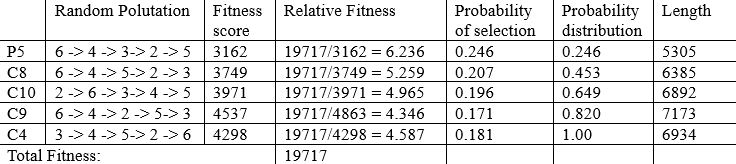 Random Polutation Fitness score Relative Fitness Probability of selection Probability distribution Length
P5 6 -> 4 -> 3-> 2 -> 5 3162 19717/3162 = 6.236 0.246 0.246 5305
C8 6 -> 4 -> 5-> 2 -> 3 3749 19717/3749 = 5.259 0.207 0.453 6385
C10 2 -> 6 -> 3-> 4 -> 5 3971 19717/3971 = 4.965 0.196 0.649 6892
C9 6 -> 4 -> 2 -> 5-> 3 4537 19717/4863 = 4.346 0.171 0.820 7173
C4 3 -> 4 -> 5-> 2 -> 6 4298 19717/4298 = 4.587 0.181 1.00 6934
Total Fitness: 19717